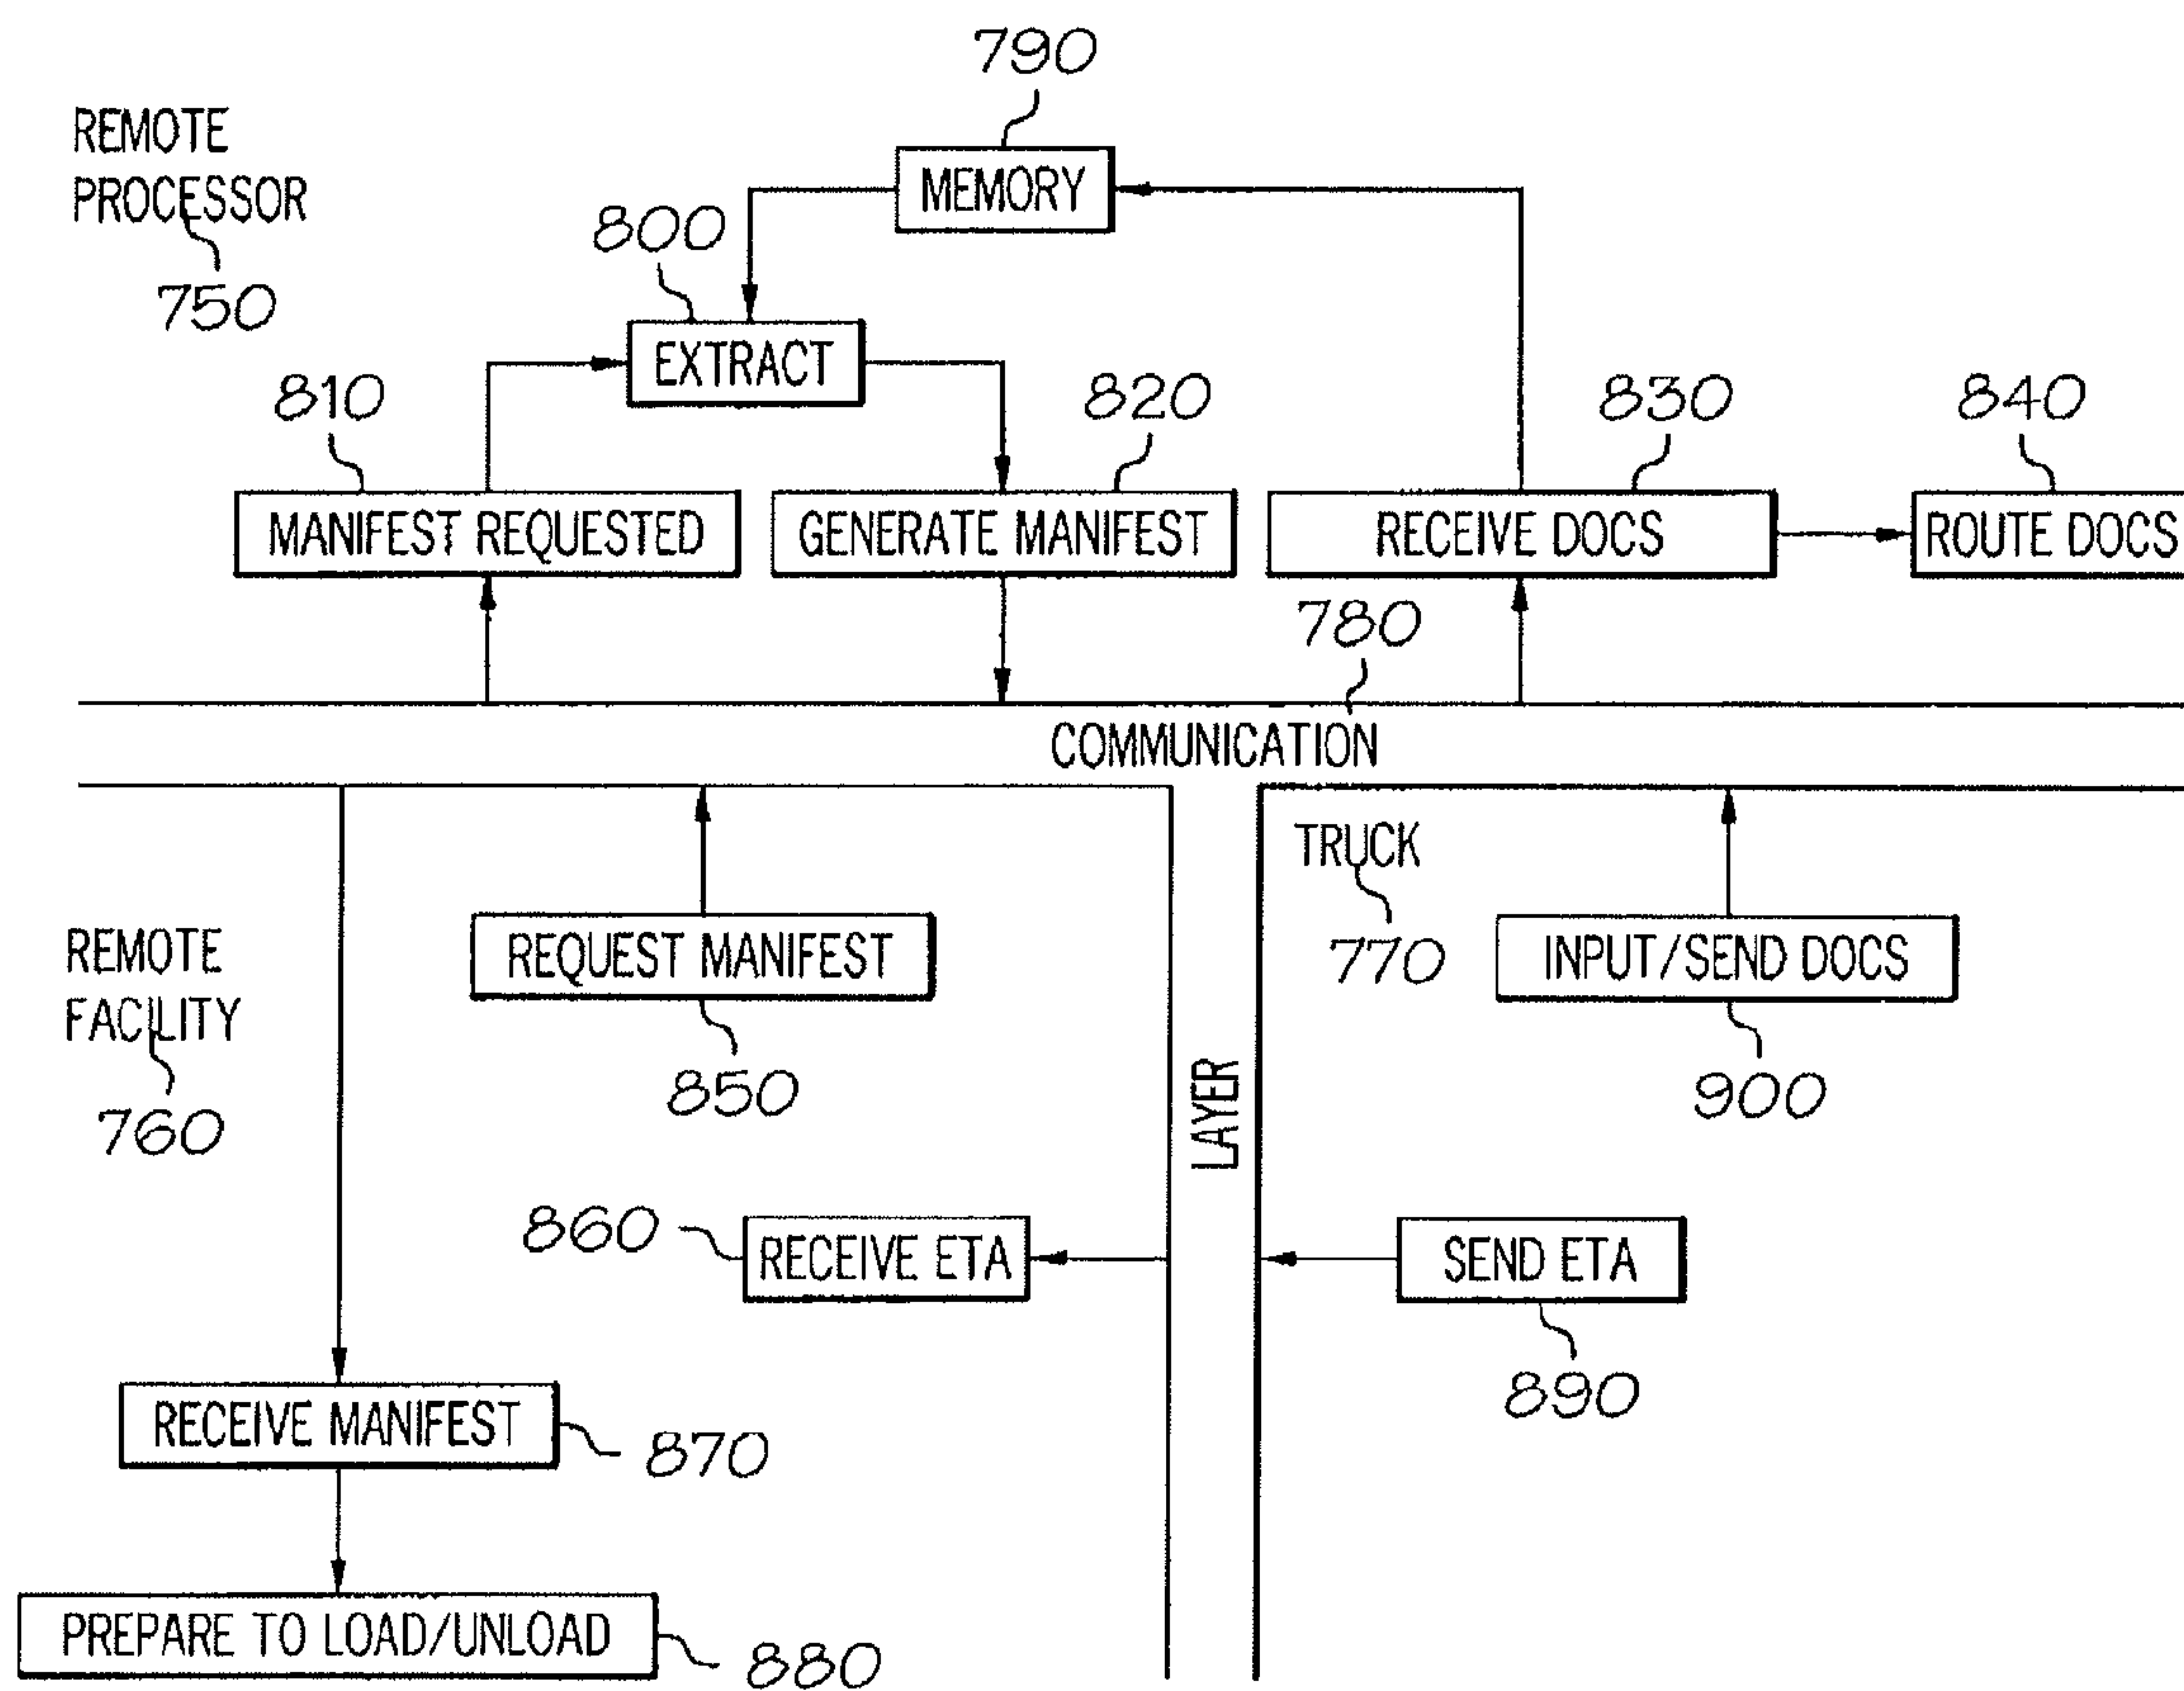 790
REMOTE
PROCESSOR
750
MEMORY
800
EXTRACT
810
820
830
840
MANIFEST REQUESTED
GENERATE MANIFEST
RECEIVE DOCS
ROUTE DOCS
780
COMMUNICATION
TRUCK
770
REMOTE
FACILITY
760
REQUEST MANIFEST
850
INPUT/SEND DOCS
900
LAYER
860
RECEIVE ETA
SEND ETA
890
RECEIVE MANIFEST
870
PREPARE TO LOAD/UNLOAD
880